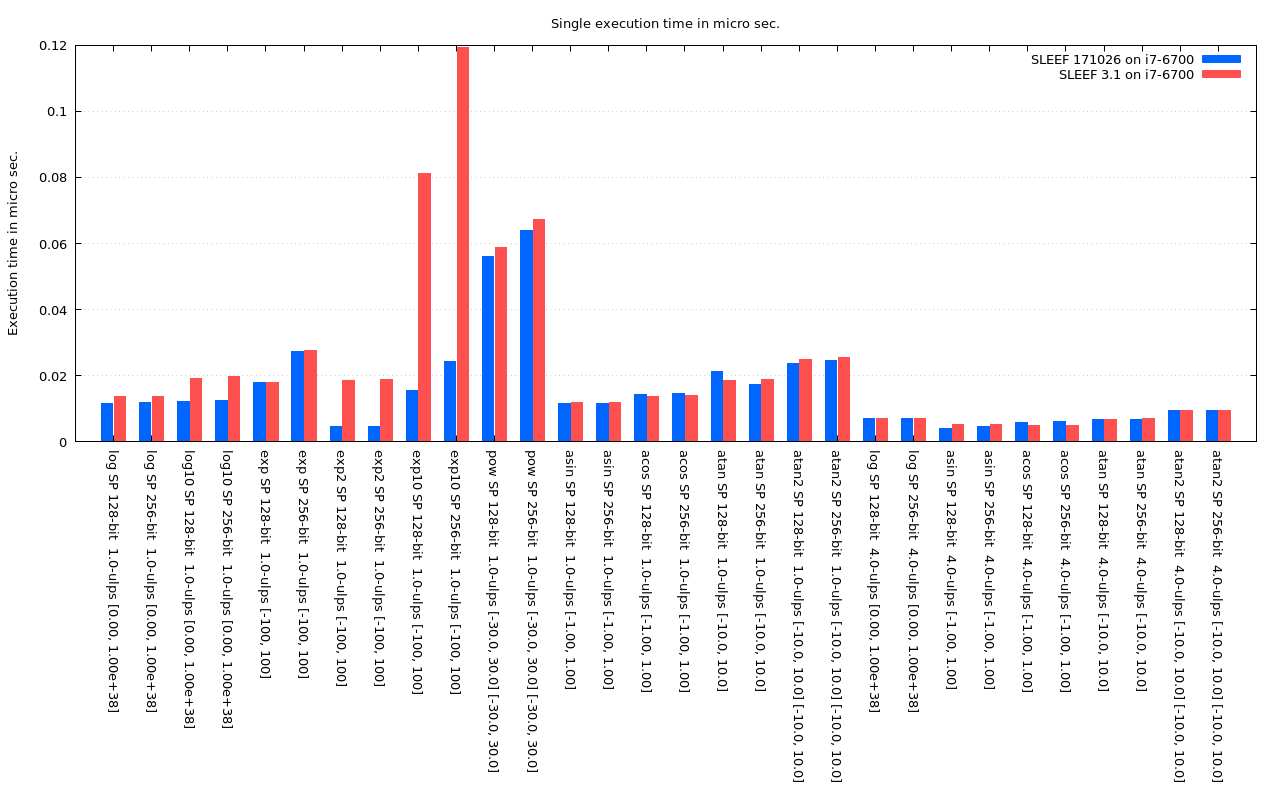 Single execution time in micro sec.
SLEEF 171026 on i7-6700
SLEEF 3.1 on i7-6700
Execution time in micro sec.
0.12
0.1
0.08
0.06
0.04
0.02
0
log SP 128-bit  1.0-ulps [0.00, 1.00e+38]
log SP 256-bit  1.0-ulps [0.00, 1.00e+38]
log10 SP 128-bit  1.0-ulps [0.00, 1.00e+38]
log10 SP 256-bit  1.0-ulps [0.00, 1.00e+38]
exp SP 128-bit  1.0-ulps [-100, 100]
exp SP 256-bit  1.0-ulps [-100, 100]
exp2 SP 128-bit  1.0-ulps [-100, 100]
exp2 SP 256-bit  1.0-ulps [-100, 100]
exp10 SP 128-bit  1.0-ulps [-100, 100]
exp10 SP 256-bit  1.0-ulps [-100, 100]
pow SP 128-bit  1.0-ulps [-30.0, 30.0] [-30.0, 30.0]
pow SP 256-bit  1.0-ulps [-30.0, 30.0] [-30.0, 30.0]
asin SP 128-bit  1.0-ulps [-1.00, 1.00]
asin SP 256-bit  1.0-ulps [-1.00, 1.00]
acos SP 128-bit  1.0-ulps [-1.00, 1.00]
acos SP 256-bit  1.0-ulps [-1.00, 1.00]
atan SP 128-bit  1.0-ulps [-10.0, 10.0]
atan SP 256-bit  1.0-ulps [-10.0, 10.0]
atan2 SP 128-bit  1.0-ulps [-10.0, 10.0] [-10.0, 10.0]
atan2 SP 256-bit  1.0-ulps [-10.0, 10.0] [-10.0, 10.0]
log SP 128-bit  4.0-ulps [0.00, 1.00e+38]
log SP 256-bit  4.0-ulps [0.00, 1.00e+38]
asin SP 128-bit  4.0-ulps [-1.00, 1.00]
asin SP 256-bit  4.0-ulps [-1.00, 1.00]
acos SP 128-bit  4.0-ulps [-1.00, 1.00]
acos SP 256-bit  4.0-ulps [-1.00, 1.00]
atan SP 128-bit  4.0-ulps [-10.0, 10.0]
atan SP 256-bit  4.0-ulps [-10.0, 10.0]
atan2 SP 128-bit  4.0-ulps [-10.0, 10.0] [-10.0, 10.0]
atan2 SP 256-bit  4.0-ulps [-10.0, 10.0] [-10.0, 10.0]